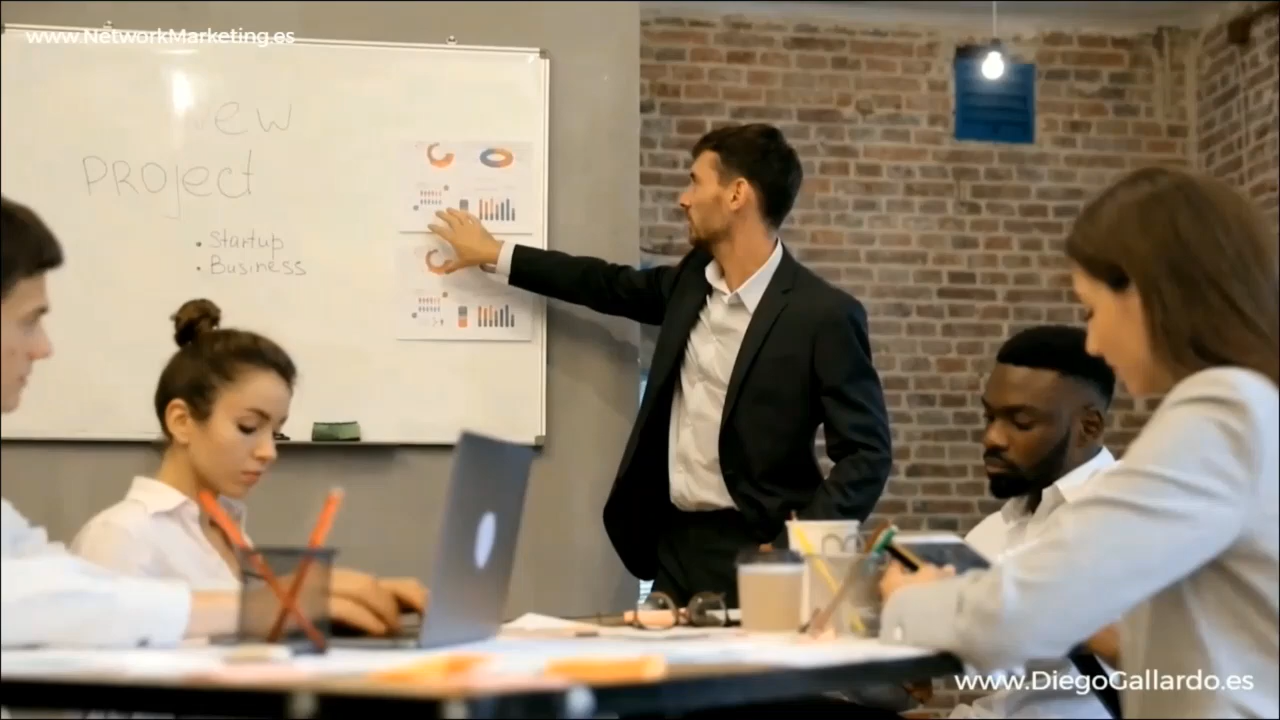 www.NetworkMarketing.es
ew
PROJect
• Startup
• Business
www.DiegoGallardo.es